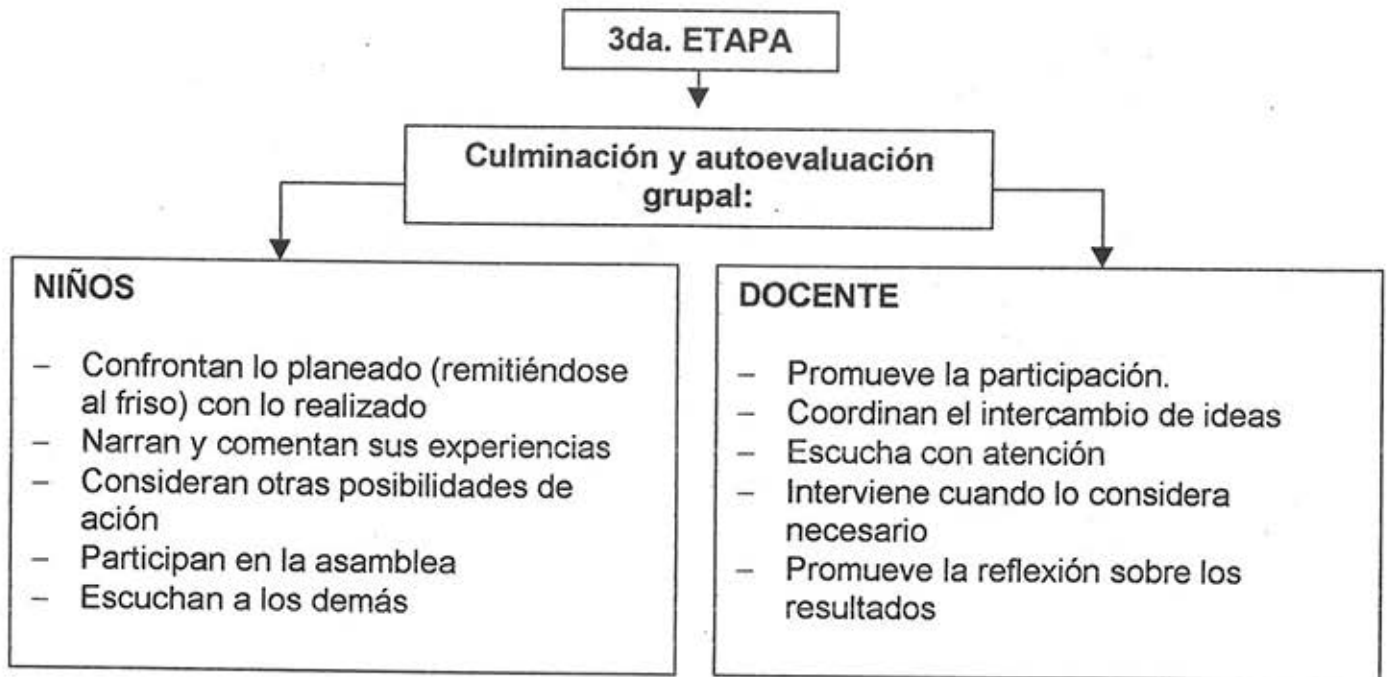 3da. ETAPA
Culminación y autoevaluación
grupal:
NIÑOS
– Confrontan lo planeado (remitiéndose
al friso) con lo realizado
– Narran y comentan sus experiencias
– Consideran otras posibilidades de
ación
– Participan en la asamblea
– Escuchan a los demás
DOCENTE
– Promueve la participación.
– Coordinan el intercambio de ideas
– Escucha con atención
– Interviene cuando lo considera
necesario
– Promueve la reflexión sobre los
resultados